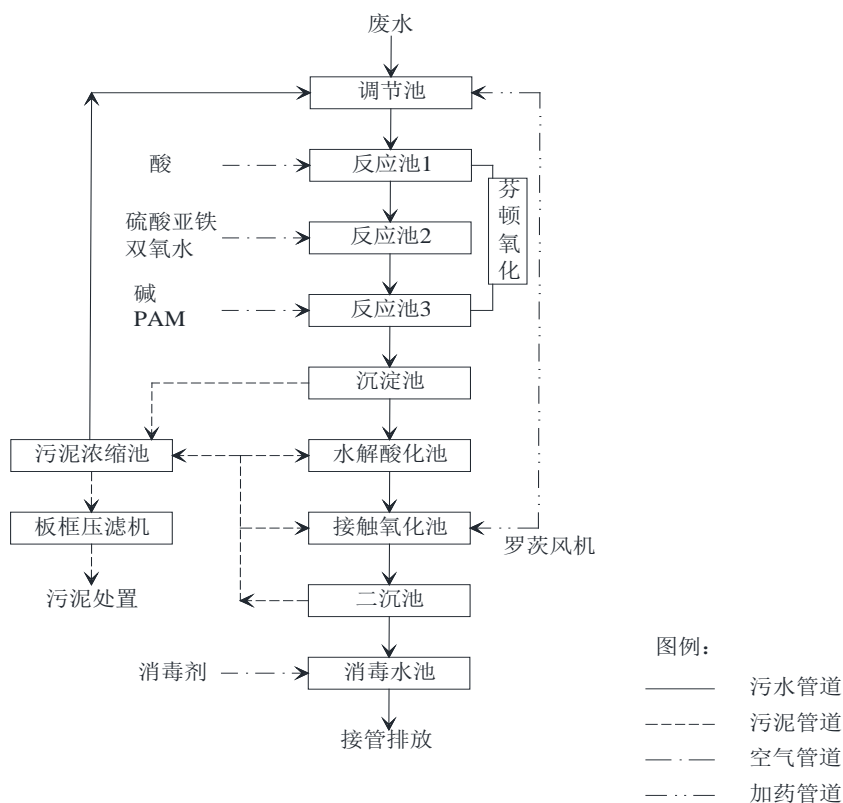 废水
调节池
酸
反应池1
芬顿氧化
硫酸亚铁
双氧水
反应池2
碱
PAM
反应池3
沉淀池
污泥浓缩池
水解酸化池
板框压滤机
接触氧化池
罗茨风机
污泥处置
二沉池
消毒剂
消毒水池
接管排放
图例：
污水管道
污泥管道
空气管道
加药管道